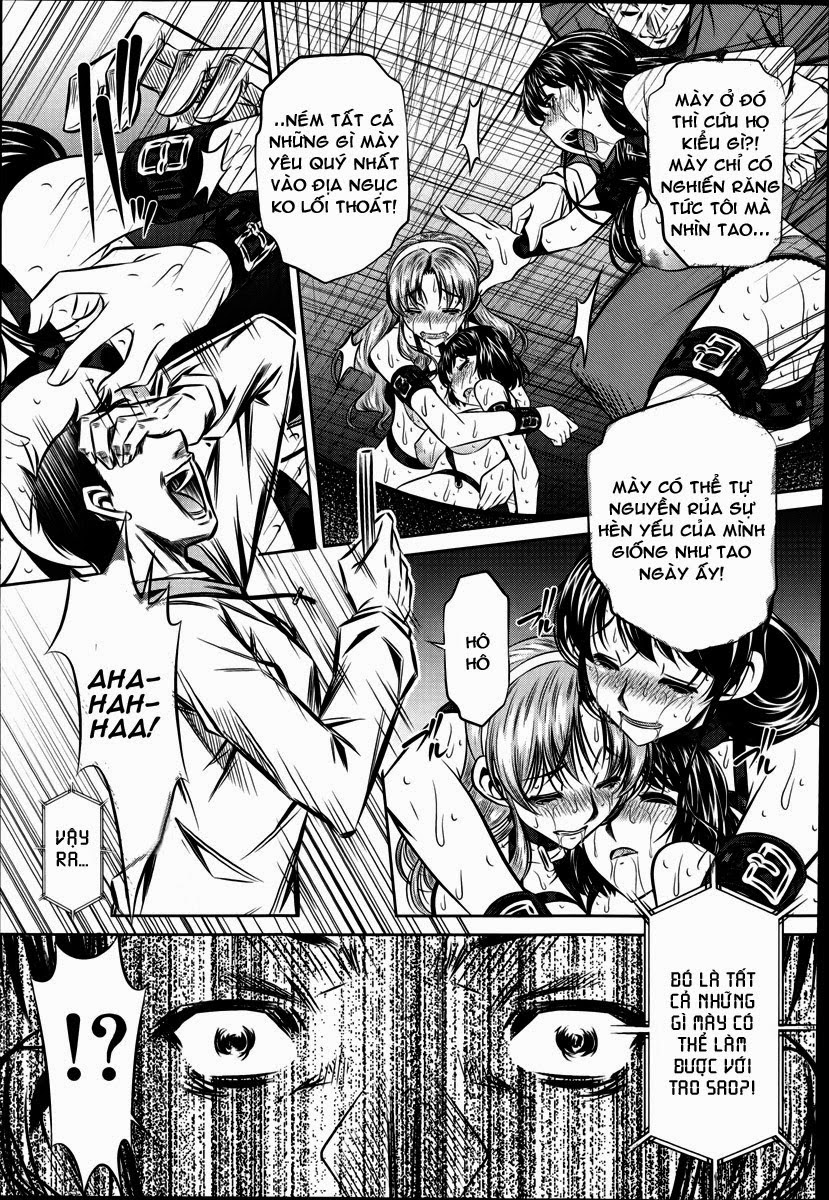 MÀY Ở ĐÓ
THÌ CỨU HỌ
KIỂU GÌ?!
MÀY CHỈ CÓ
NGHIẾN RĂNG
TỨC TÔI MÀ
NHÌN TAO...
..NÉM TẤT CẢ
NHỮNG GÌ MÀY
YÊU QUÝ NHẤT
VÀO ĐỊA NGỤC
KO LỐI THOÁT!
MÀY CÓ THỂ TỰ
NGUYỀN RỦA SỰ
HÈN YẾU CỦA MÌNH
GIỐNG NHƯ TAO
NGÀY ẤY!
HÔ
HÔ
AHA-
HAH-
HAA!
VẬY
RA...
ĐÓ LÀ TẤT
CẢ NHỮNG
GÌ MÀY CÓ
THỂ LÀM
ĐƯỢC VỚI
TAO SAO?!
!?